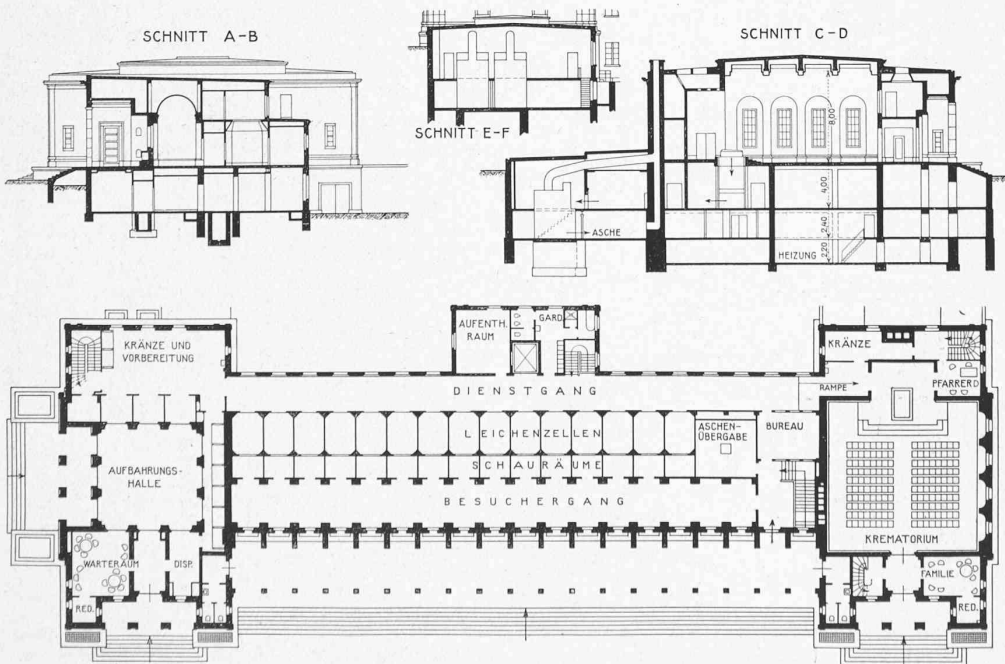 SCHNITT A-B
SCHNITT E-F
SCHNITT C-D
8,00
4,00
2,40
2,20
ASCHE
HEIZUNG
KRÄNZE UND
VORBEREITUNG
AUFENTH.
RAUM
GARD.
KRÄNZE
DIENSTGANG
RAMPE
PFARRER
LEICHENZELLEN
ASCHEN-
ÜBERGABE
BUREAU
SCHAURÄUME
AUFBAHRUNGS-
HALLE
BESUCHERGANG
KREMATORIUM
WARTERAUM
DISP.
FAMILIE
RED.
RED.